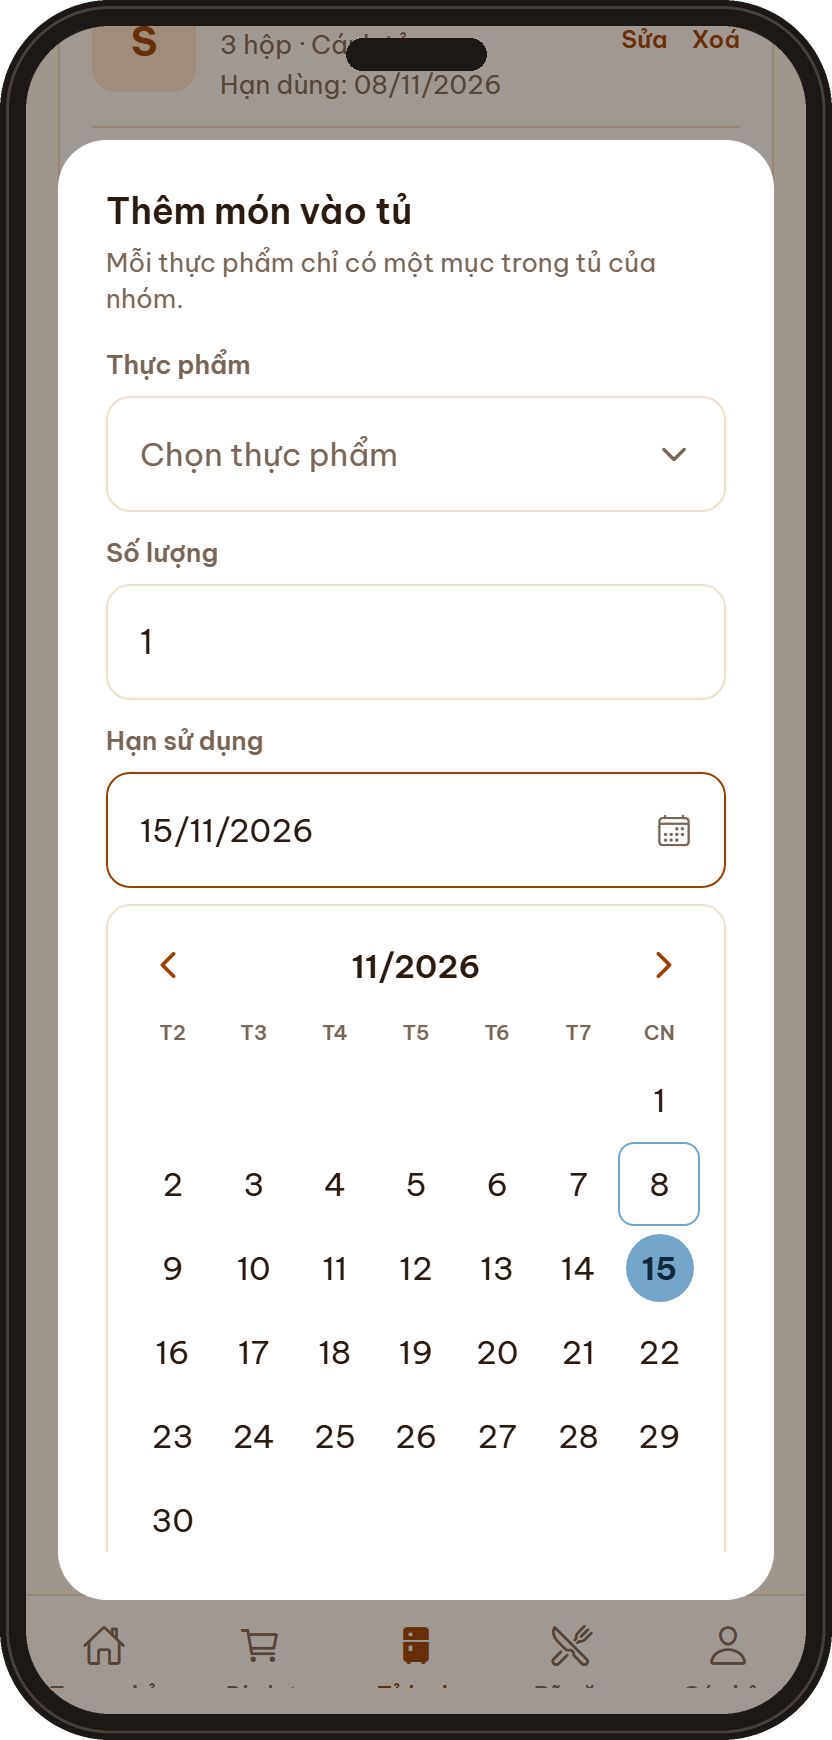 S
3 hộp ·
Sửa Xoá
Hạn dùng: 08/11/2026
Thêm món vào tủ
Mỗi thực phẩm chỉ có một mục trong tủ của
nhóm.
Thực phẩm
Chọn thực phẩm
Số lượng
1
Hạn sử dụng
15/11/2026
11/2026
T2 T3 T4 T5 T6 T7 CN
1
2 3 4 5 6 7 8
9 10 11 12 13 14 15
16 17 18 19 20 21 22
23 24 25 26 27 28 29
30